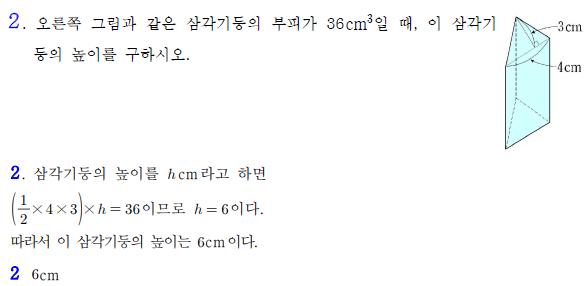 2. 오른쪽 그림과 같은 삼각기둥의 부피가 36cm³일 때, 이 삼각기
둥의 높이를 구하시오.
3cm
4cm
2. 삼각기둥의 높이를 hcm라고 하면
(1/2×4×3)×h=36이므로 h=6이다.
따라서 이 삼각기둥의 높이는 6cm이다.
2 6cm